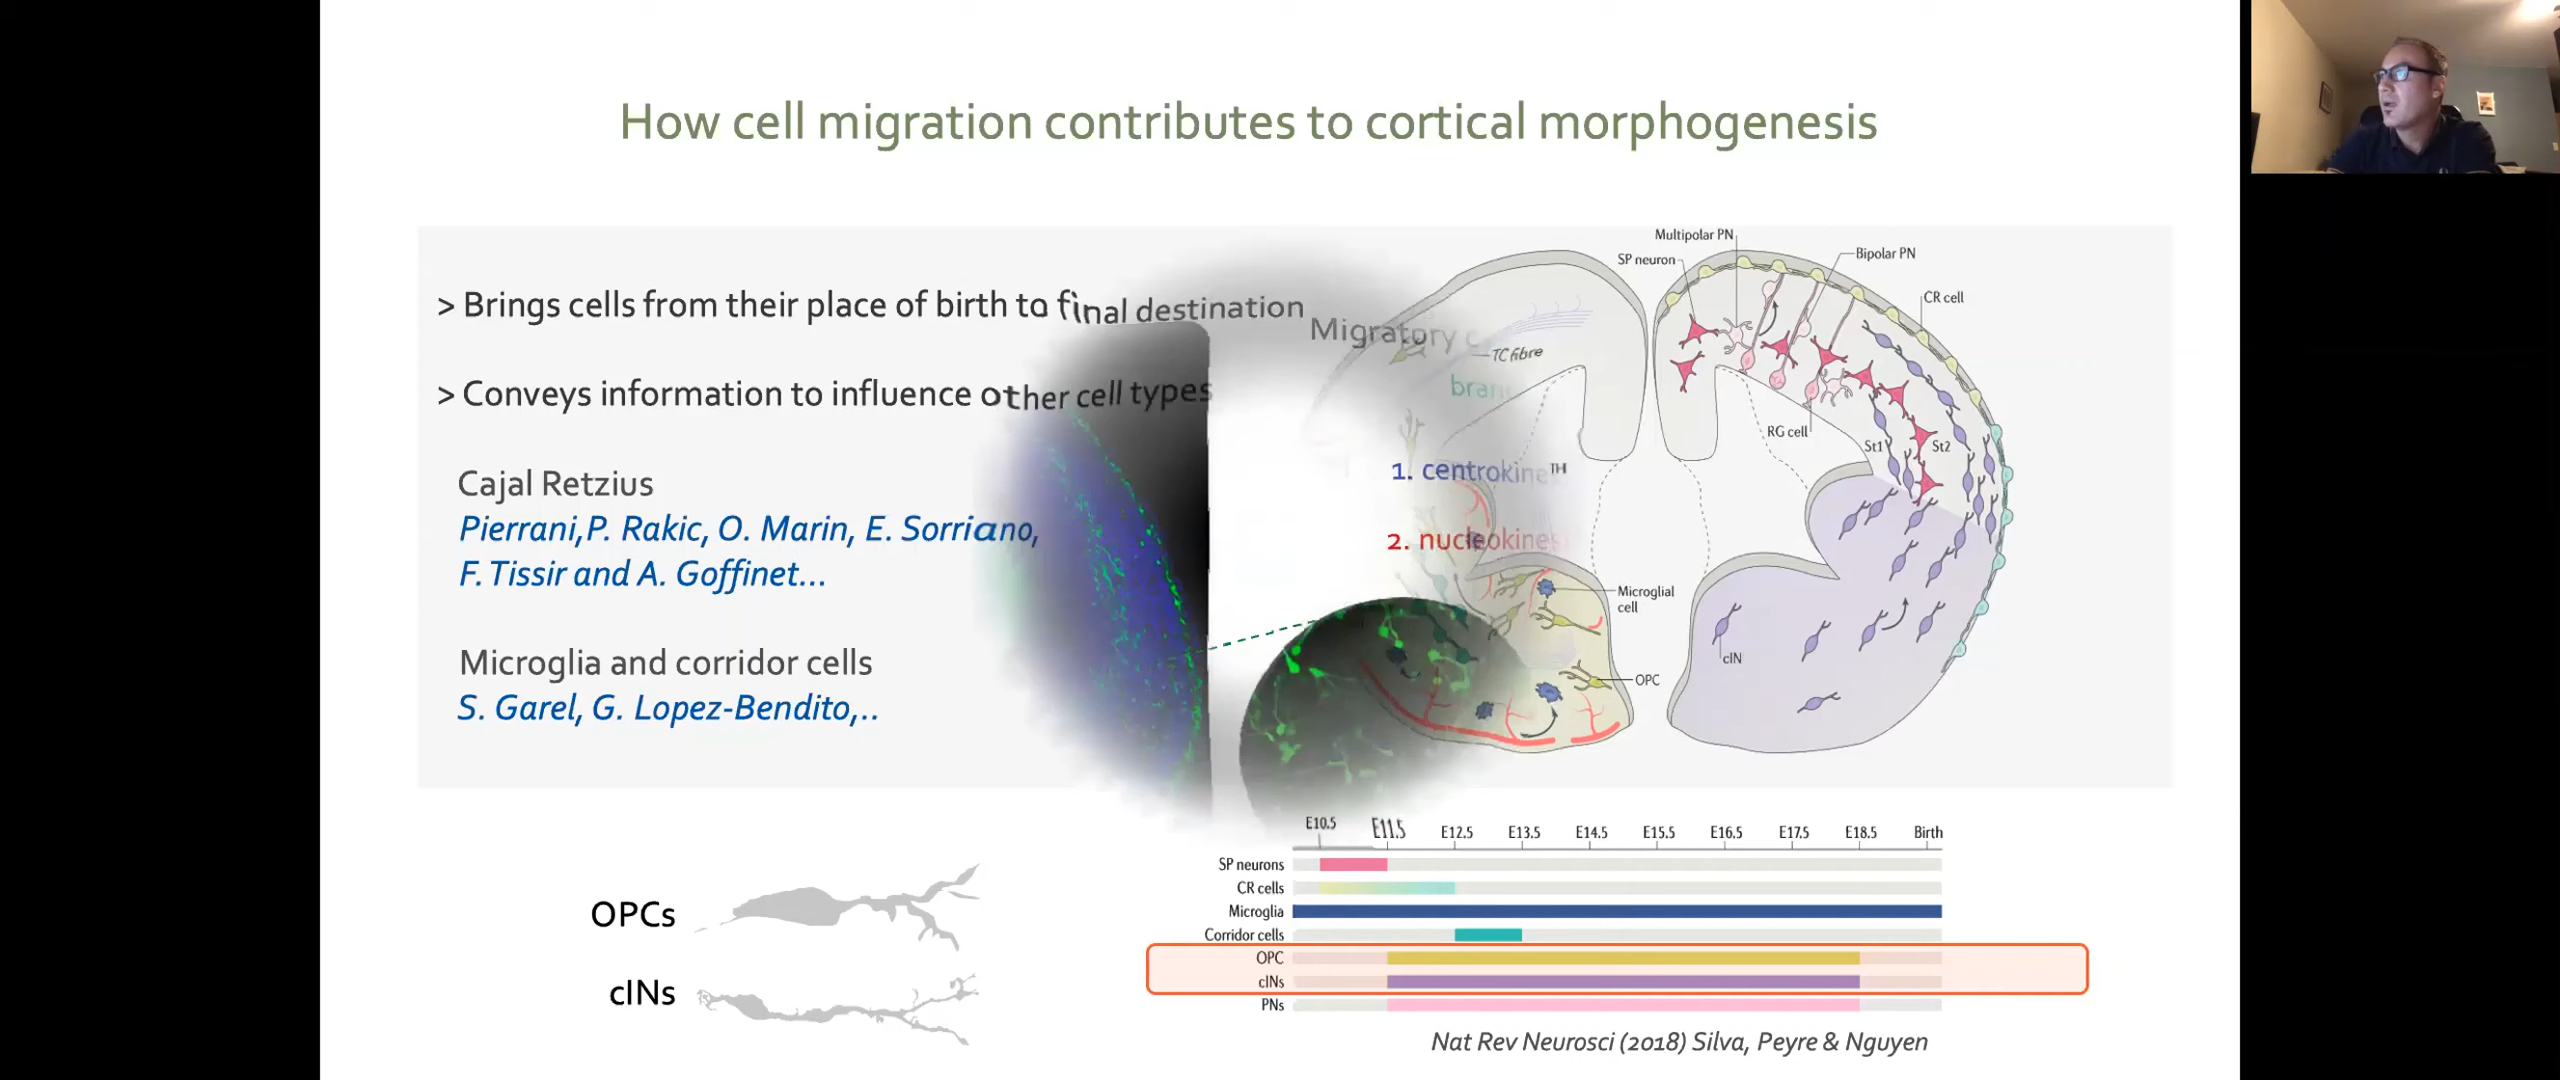 How cell migration contributes to cortical morphogenesis
> Brings cells from their place of birth to final destination
> Conveys information to influence other cell types
Cajal Retzius
Pierrani, P. Rakic, O. Marin, E. Sorriano,
F. Tissir and A. Goffinet...
Microglia and corridor cells
S. Garel, G. Lopez-Bendito,..
Migratory
TC fibre
1.
2.
TH
Multipolar PN
SP neuron
Bipolar PN
CR cell
RG cell
St1
St2
Microglial
cell
OPC
cIN
OPCs
cINs
E10.5 E11.5 E12.5 E13.5 E14.5 E15.5 E16.5 E17.5 E18.5 Birth
SP neurons
CR cells
Microglia
Corridor cells
OPC
cINs
PNs
Nat Rev Neurosci (2018) Silva, Peyre & Nguyen